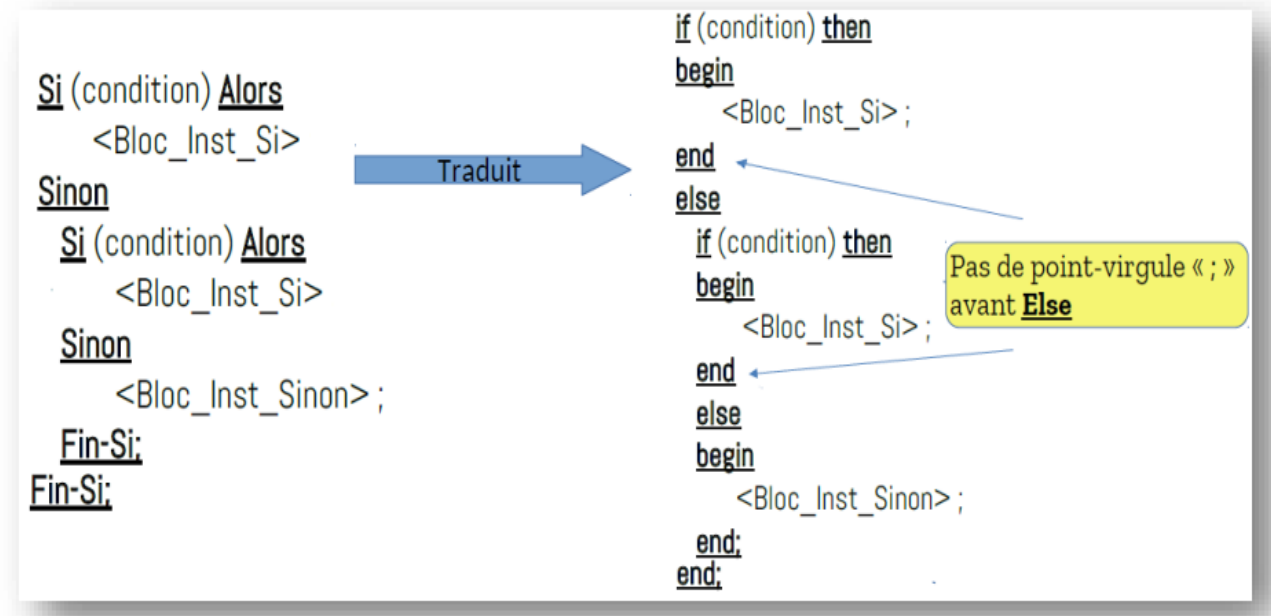 Si (condition) Alors
<Bloc_Inst_Si>
Sinon
Si (condition) Alors
<Bloc_Inst_Si>
Sinon
<Bloc_Inst_Sinon> ;
Fin-Si;
Fin-Si;
Traduit
if (condition) then
begin
<Bloc_Inst_Si> ;
end
else
if (condition) then
begin
<Bloc_Inst_Si> ;
end
else
begin
<Bloc_Inst_Sinon> ;
end;
end;
Pas de point-virgule « ; »
avant Else